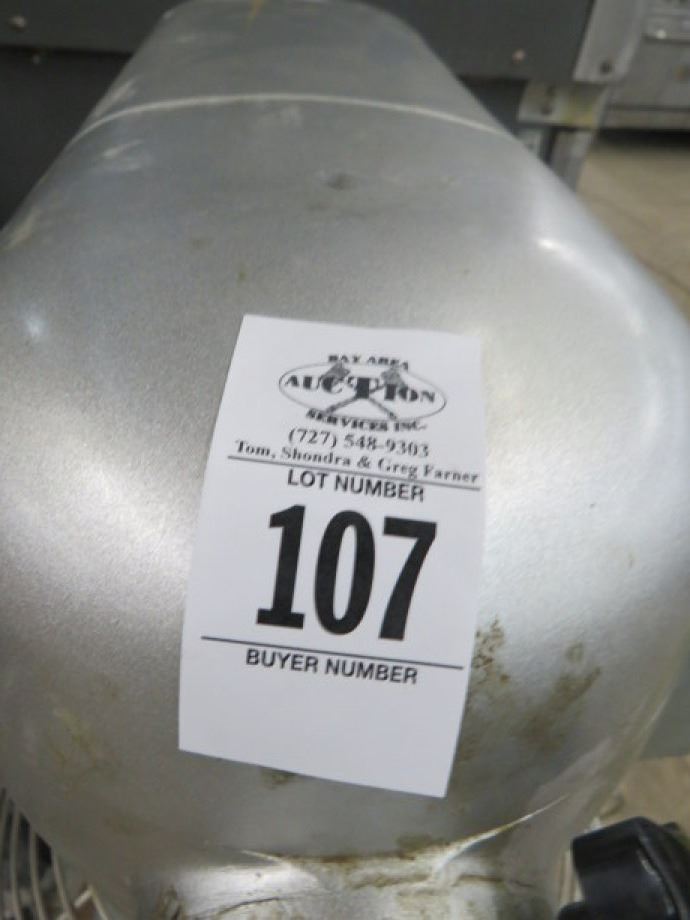 BAY AREA
AUCTION
SERVICES INC.
(727) 548-9303
Tom, Shondra & Greg Farner
LOT NUMBER
107
BUYER NUMBER